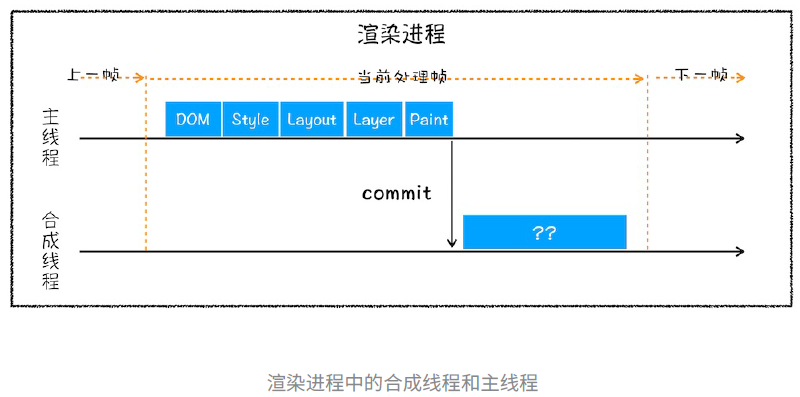 渲染进程
上一帧
当前处理帧
下一帧
主线程
DOM
Style
Layout
Layer
Paint
commit
合成线程
??
渲染进程中的合成线程和主线程